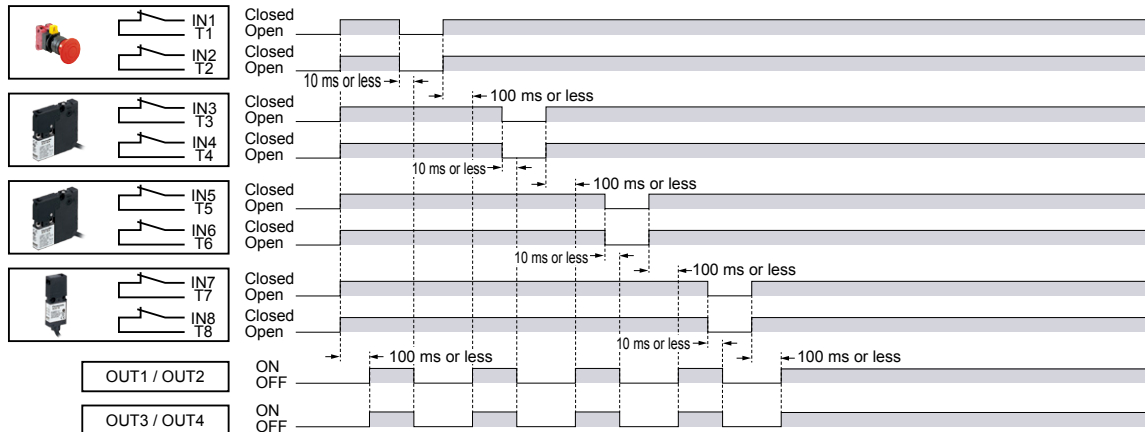 IN1
T1
Closed
Open
IN2
T2
Closed
Open
10 ms or less
100 ms or less
IN3
T3
Closed
Open
IN4
T4
Closed
Open
10 ms or less
100 ms or less
IN5
T5
Closed
Open
IN6
T6
Closed
Open
10 ms or less
100 ms or less
IN7
T7
Closed
Open
IN8
T8
Closed
Open
10 ms or less
100 ms or less
100 ms or less
OUT1 / OUT2
ON
OFF
OUT3 / OUT4
ON
OFF